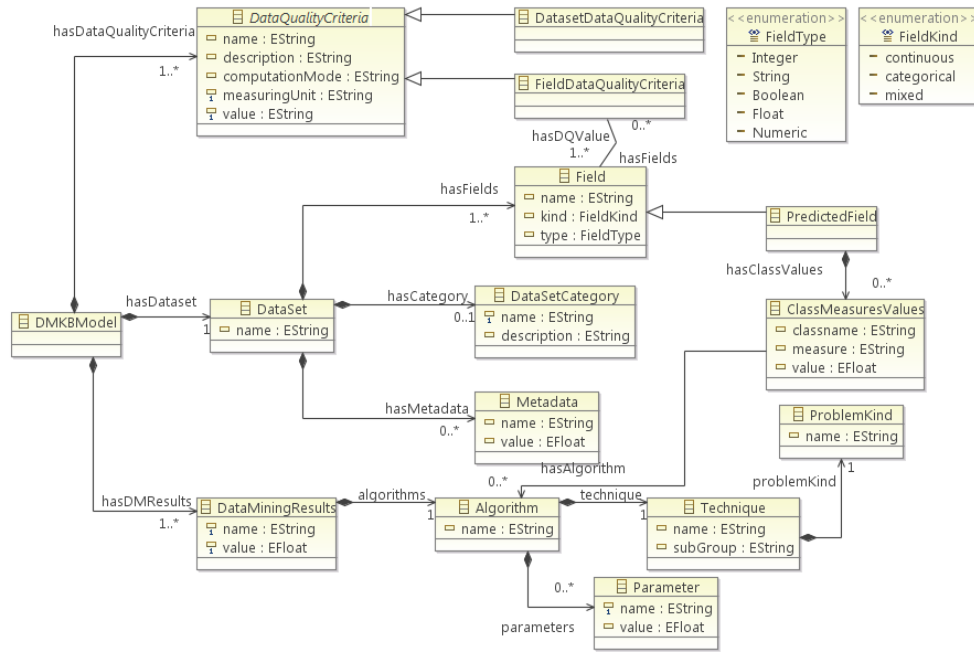 DataQualityCriteria
name : EString
description : EString
computationMode : EString
measuringUnit : EString
value : EString
DatasetDataQualityCriteria
FieldDataQualityCriteria
<<enumeration>>
FieldType
Integer
String
Boolean
Float
Numeric
<<enumeration>>
FieldKind
continuous
categorical
mixed
hasDataQualityCriteria
1..*
0..*
hasDQValue
1..*
hasFields
Field
name : EString
kind : FieldKind
type : FieldType
hasFields
1..*
PredictedField
hasClassValues
0..*
DMKBModel
hasDataset
1
DataSet
name : EString
hasCategory
0..1
DataSetCategory
name : EString
description : EString
ClassMeasuresValues
classname : EString
measure : EString
value : EFloat
hasMetadata
0..*
Metadata
name : EString
value : EFloat
ProblemKind
name : EString
1
problemKind
hasAlgorithm
0..*
hasDMResults
1..*
DataMiningResults
name : EString
value : EFloat
algorithms
1
Algorithm
name : EString
technique
1
Technique
name : EString
subGroup : EString
0..*
parameters
Parameter
name : EString
value : EFloat